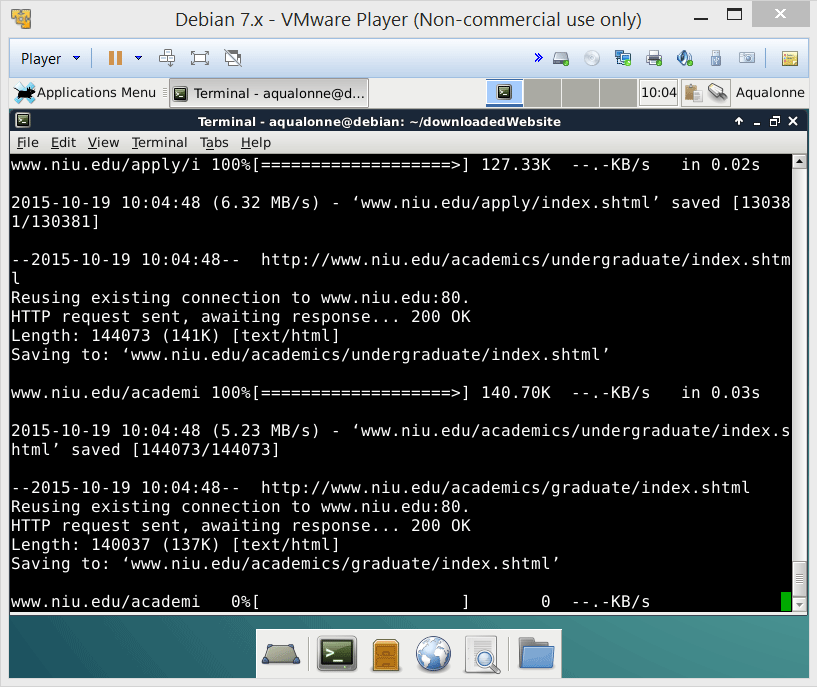 Debian 7.x - VMware Player (Non-commercial use only)
Player
Applications Menu
Terminal - aqualonne@d...
10:04
Aqualonne
Terminal - aqualonne@debian: ~/downloadedWebsite
File Edit View Terminal Tabs Help
www.niu.edu/apply/i 100%[===================>] 127.33K  --.-KB/s   in 0.02s
2015-10-19 10:04:48 (6.32 MB/s) - ‘www.niu.edu/apply/index.shtml’ saved [13038
1/130381]
--2015-10-19 10:04:48--  http://www.niu.edu/academics/undergraduate/index.shtm
l
Reusing existing connection to www.niu.edu:80.
HTTP request sent, awaiting response... 200 OK
Length: 144073 (141K) [text/html]
Saving to: ‘www.niu.edu/academics/undergraduate/index.shtml’
www.niu.edu/academi 100%[===================>] 140.70K  --.-KB/s   in 0.03s
2015-10-19 10:04:48 (5.23 MB/s) - ‘www.niu.edu/academics/undergraduate/index.s
html’ saved [144073/144073]
--2015-10-19 10:04:48--  http://www.niu.edu/academics/graduate/index.shtml
Reusing existing connection to www.niu.edu:80.
HTTP request sent, awaiting response... 200 OK
Length: 140037 (137K) [text/html]
Saving to: ‘www.niu.edu/academics/graduate/index.shtml’
www.niu.edu/academi   0%[                    ]       0  --.-KB/s